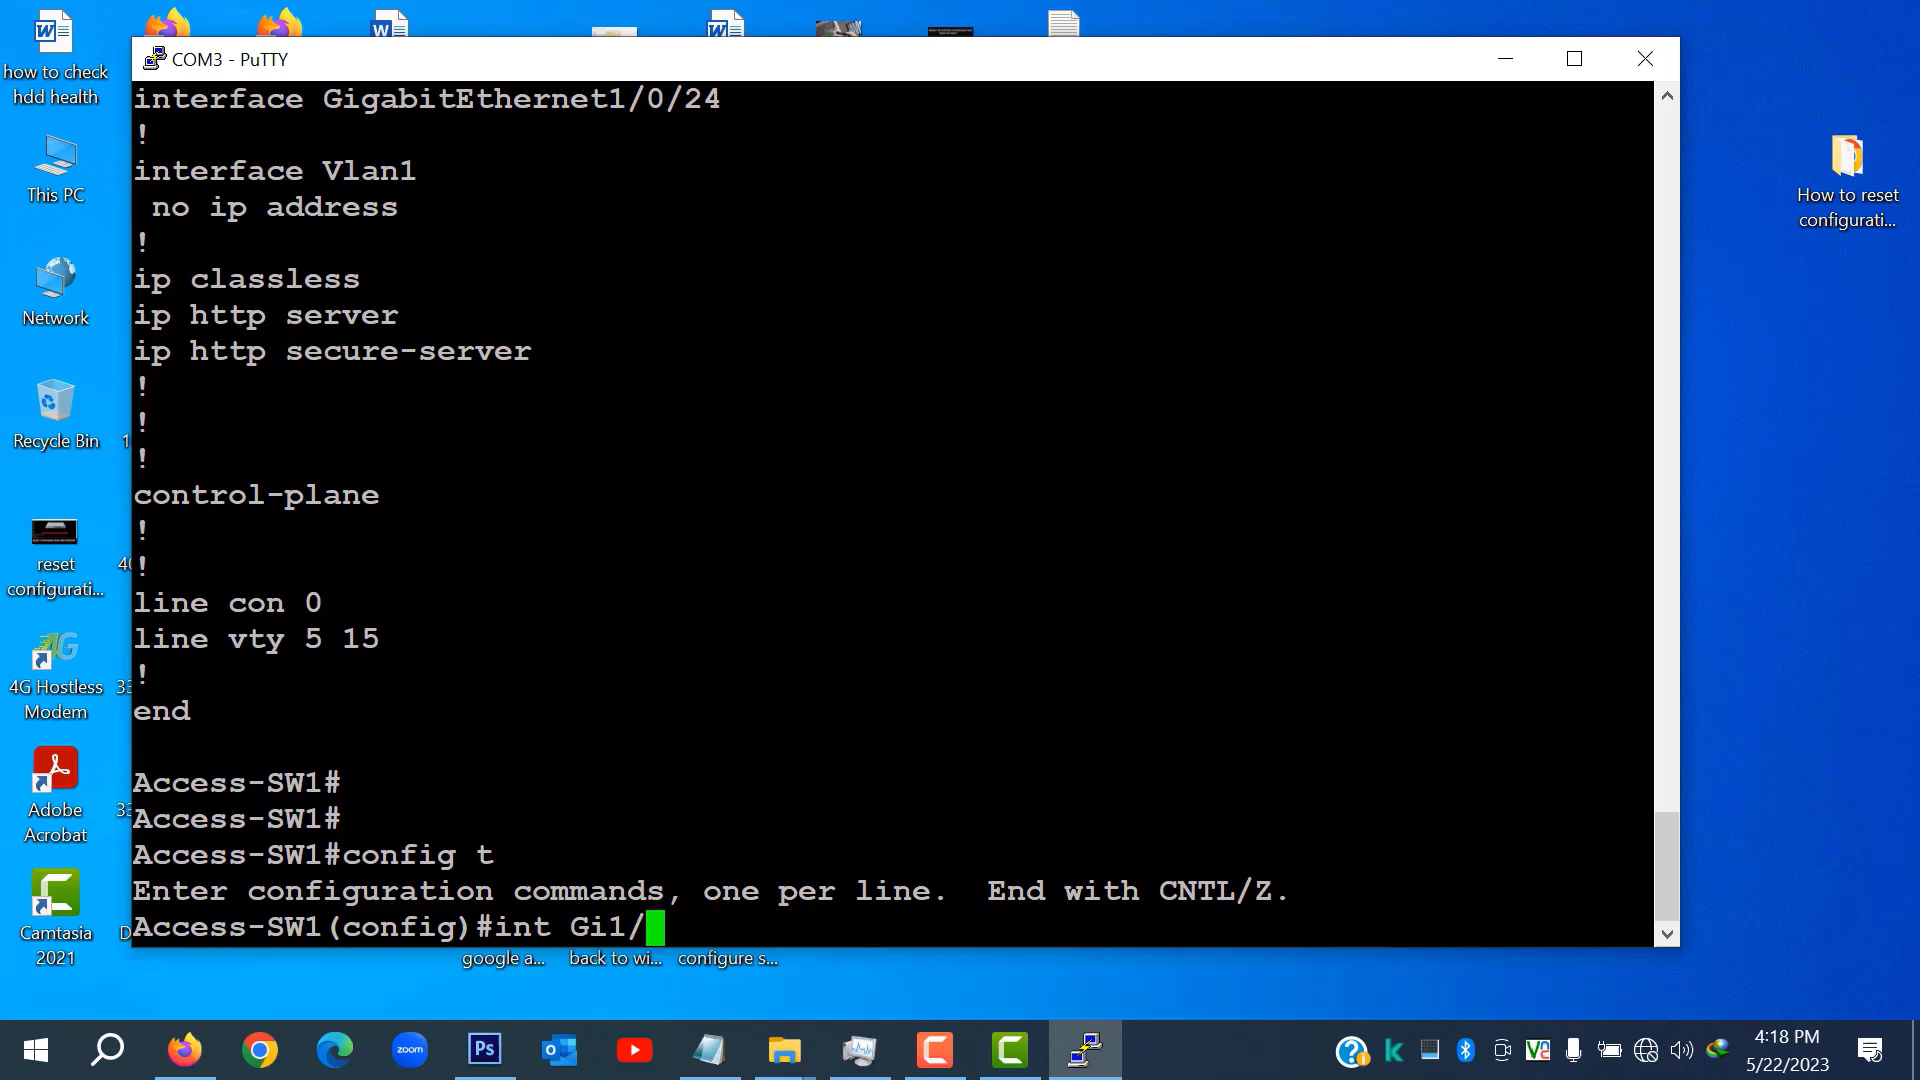 how to check
hdd health
This PC
Network
Recycle Bin
reset
configurati...
4G Hostless
Modem
Adobe
Acrobat
Camtasia
2021
COM3 - PuTTY
interface GigabitEthernet1/0/24
!
interface Vlan1
 no ip address
!
ip classless
ip http server
ip http secure-server
!
!
!
control-plane
!
!
line con 0
line vty 5 15
!
end
Access-SW1#
Access-SW1#
Access-SW1#config t
Enter configuration commands, one per line.  End with CNTL/Z.
Access-SW1(config)#int Gi1/
google a...
back to wi...
configure s...
How to reset
configurati...
zoom
Ps
4:18 PM
5/22/2023